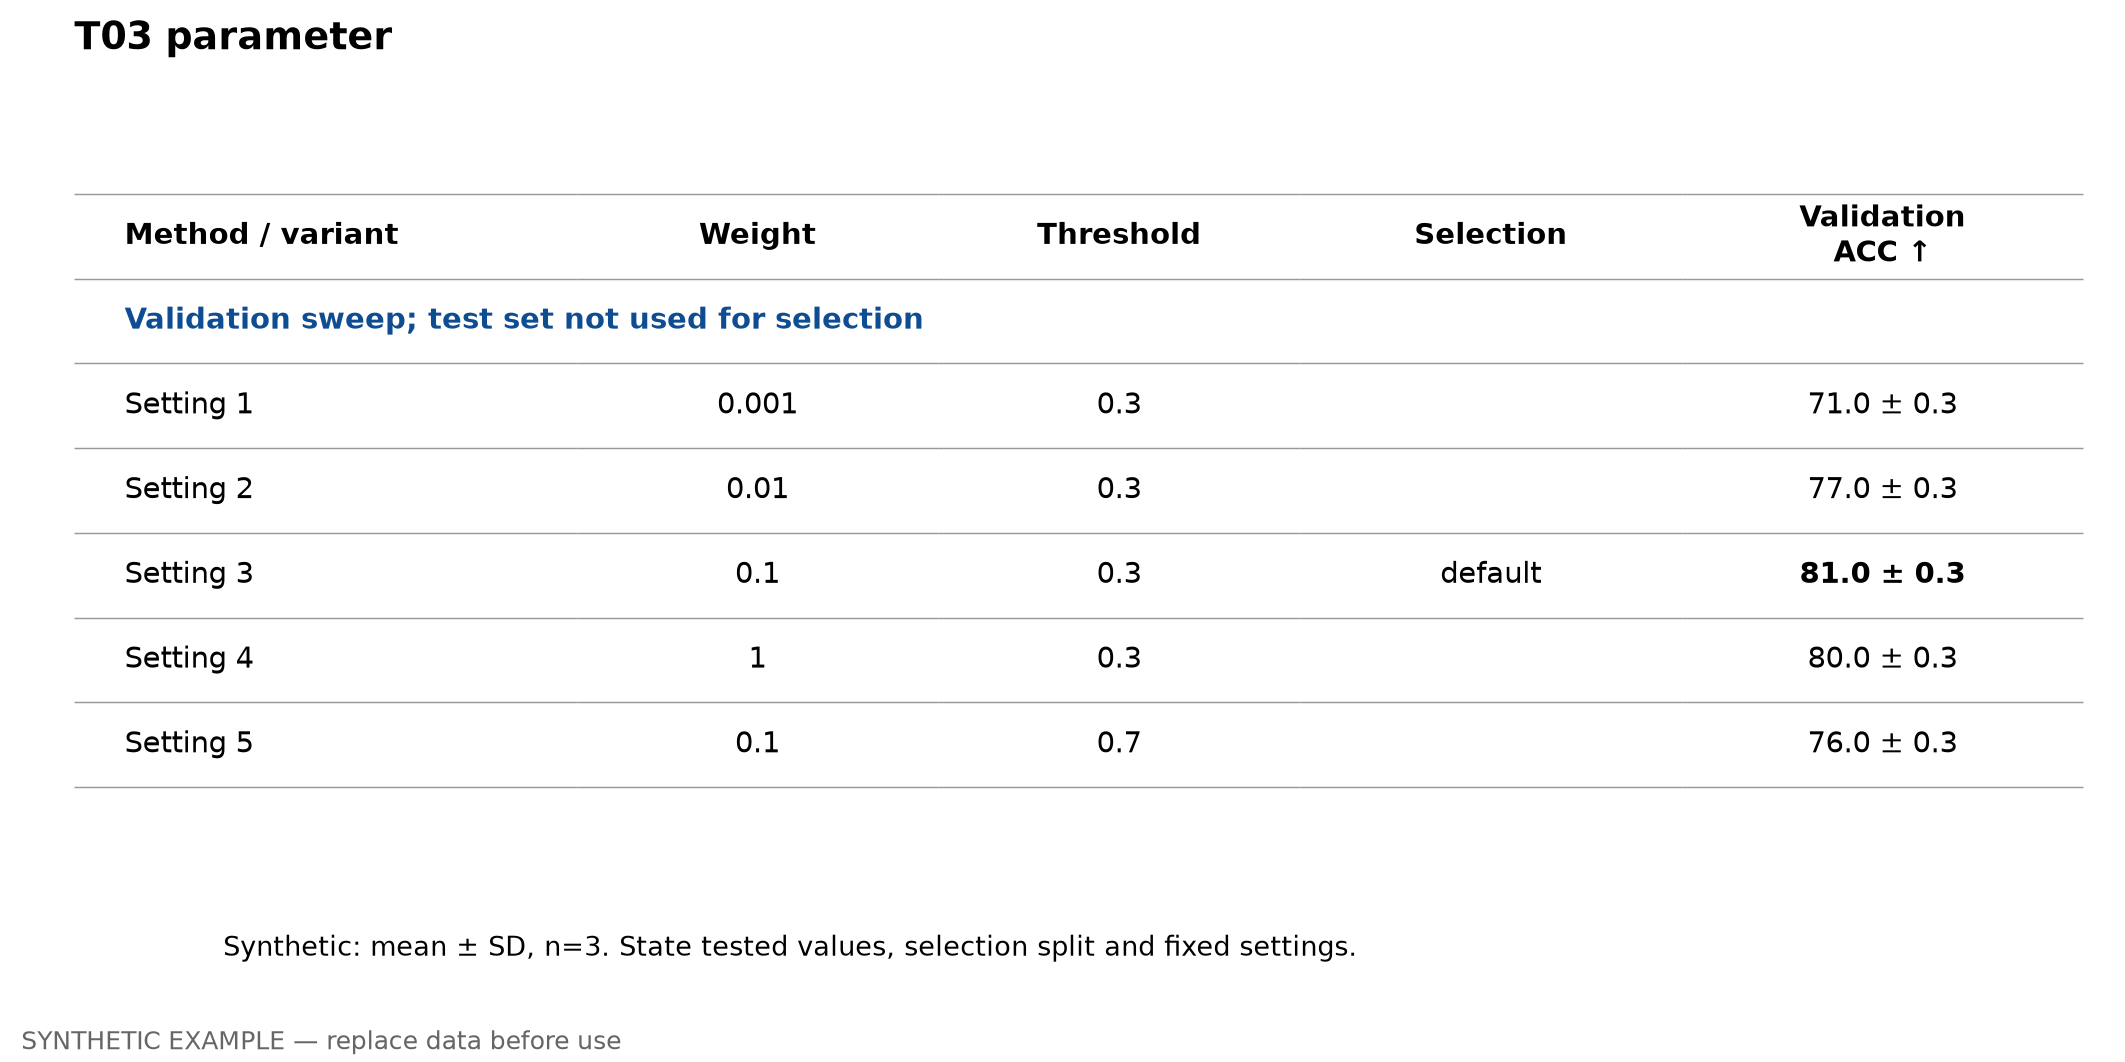 T03 parameter
Method / variant Weight Threshold Selection Validation ACC ↑
Validation sweep; test set not used for selection
Setting 1 0.001 0.3 71.0 ± 0.3
Setting 2 0.01 0.3 77.0 ± 0.3
Setting 3 0.1 0.3 default 81.0 ± 0.3
Setting 4 1 0.3 80.0 ± 0.3
Setting 5 0.1 0.7 76.0 ± 0.3
Synthetic: mean ± SD, n=3. State tested values, selection split and fixed settings.
SYNTHETIC EXAMPLE — replace data before use